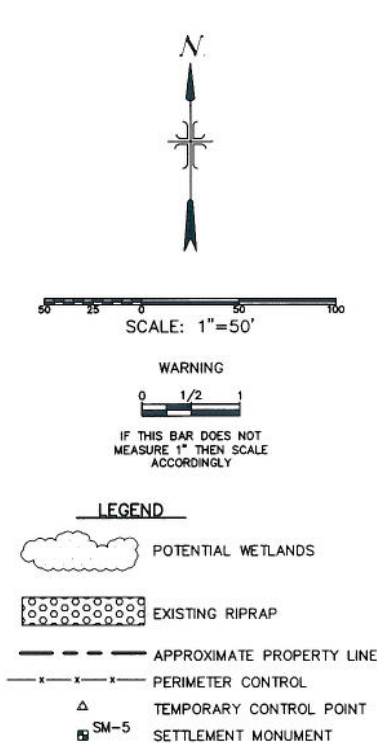 N
50 25 0 50 100
SCALE: 1"=50'
WARNING
0 1/2 1
IF THIS BAR DOES NOT
MEASURE 1" THEN SCALE
ACCORDINGLY
LEGEND
POTENTIAL WETLANDS
EXISTING RIPRAP
APPROXIMATE PROPERTY LINE
x x x PERIMETER CONTROL
TEMPORARY CONTROL POINT
SM-5 SETTLEMENT MONUMENT